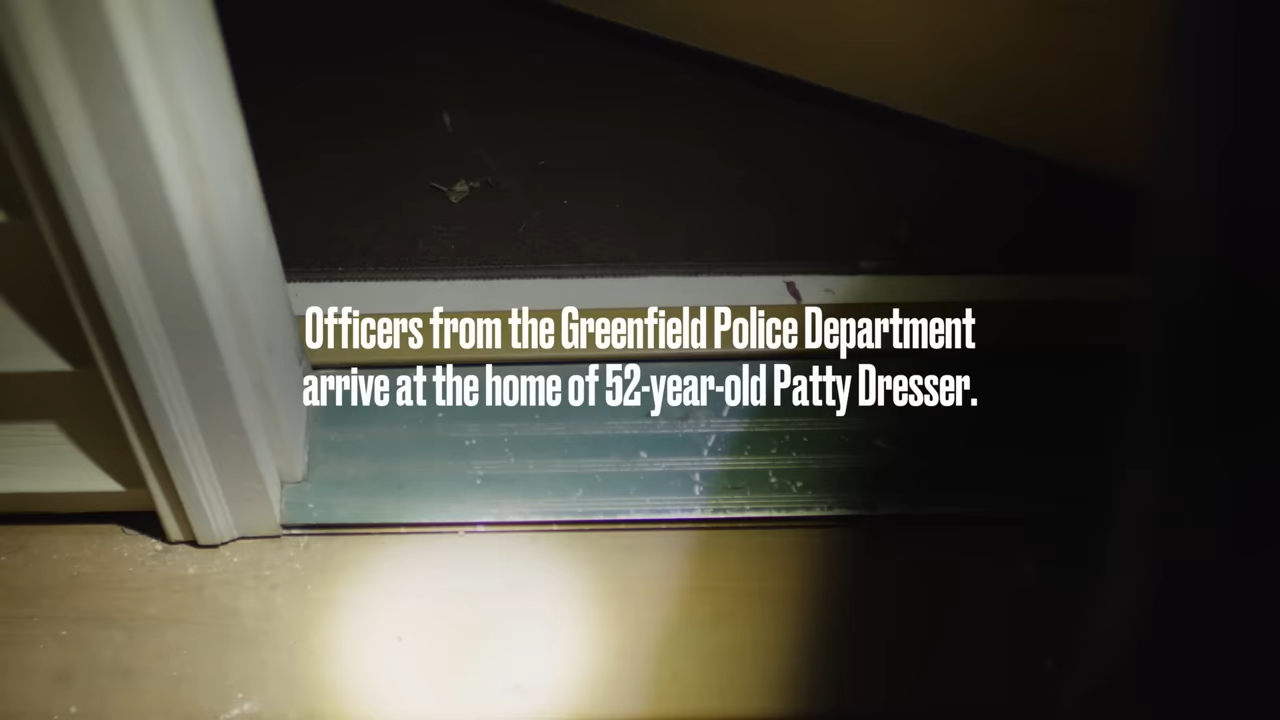 Officers from the Greenfield Police Department
arrive at the home of 52-year-old Patty Dresser.